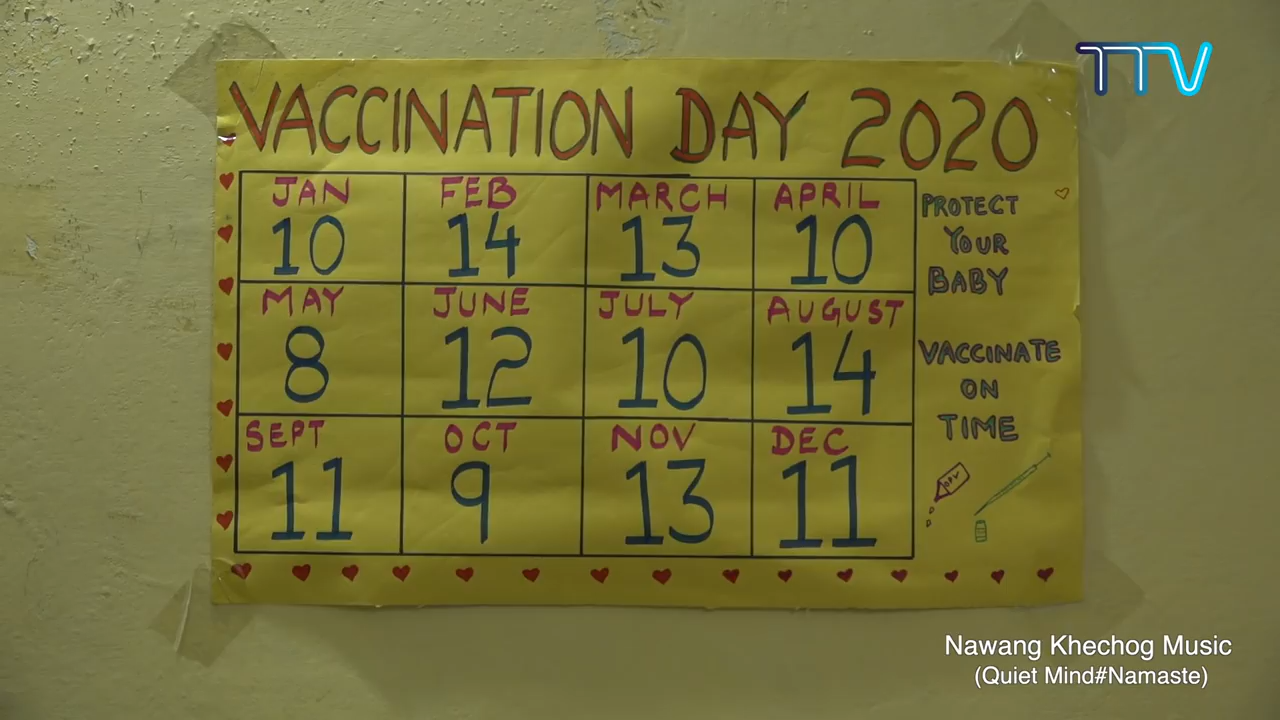 TTV
VACCINATION DAY 2020
JAN FEB MARCH APRIL
10 14 13 10
MAY JUNE JULY AUGUST
8 12 10 14
SEPT OCT NOV DEC
11 9 13 11
PROTECT
YOUR
BABY
VACCINATE
ON
TIME
OPV
Nawang Khechog Music
(Quiet Mind#Namaste)